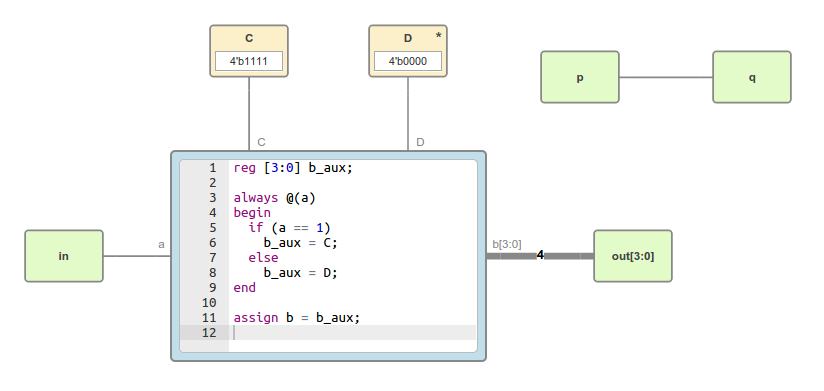 C
4'b1111
D *
4'b0000
p
q
C
D
1 reg [3:0] b_aux;
2
3 always @(a)
4 begin
5   if (a == 1)
6     b_aux = C;
7   else
8     b_aux = D;
9 end
10
11 assign b = b_aux;
12
in
a
b[3:0]
4
out[3:0]